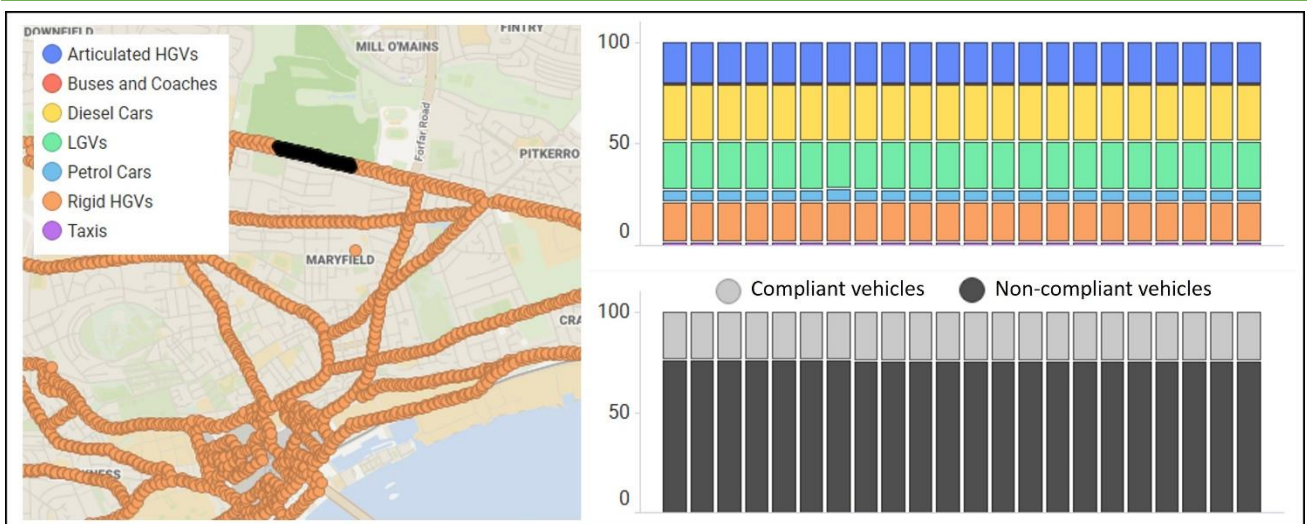 DOWNFIELD
FINTRY
MILL O'MAINS
Articulated HGVs
Buses and Coaches
Diesel Cars
LGVs
Petrol Cars
Rigid HGVs
Taxis
Forfar Road
PITKERRO
MARYFIELD
CRA
NESS
100
50
0
Compliant vehicles
Non-compliant vehicles
100
50
0